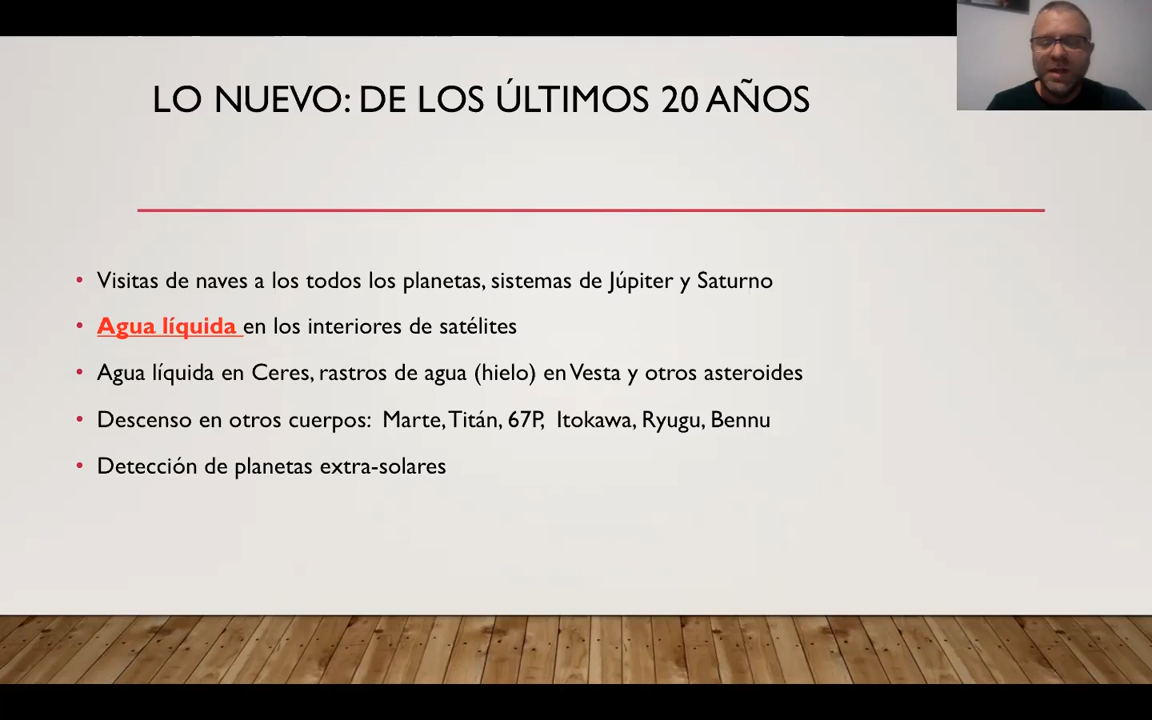 LO NUEVO: DE LOS ÚLTIMOS 20 AÑOS
• Visitas de naves a los todos los planetas, sistemas de Júpiter y Saturno
• Agua líquida en los interiores de satélites
• Agua líquida en Ceres, rastros de agua (hielo) en Vesta y otros asteroides
• Descenso en otros cuerpos: Marte, Titán, 67P, Itokawa, Ryugu, Bennu
• Detección de planetas extra-solares